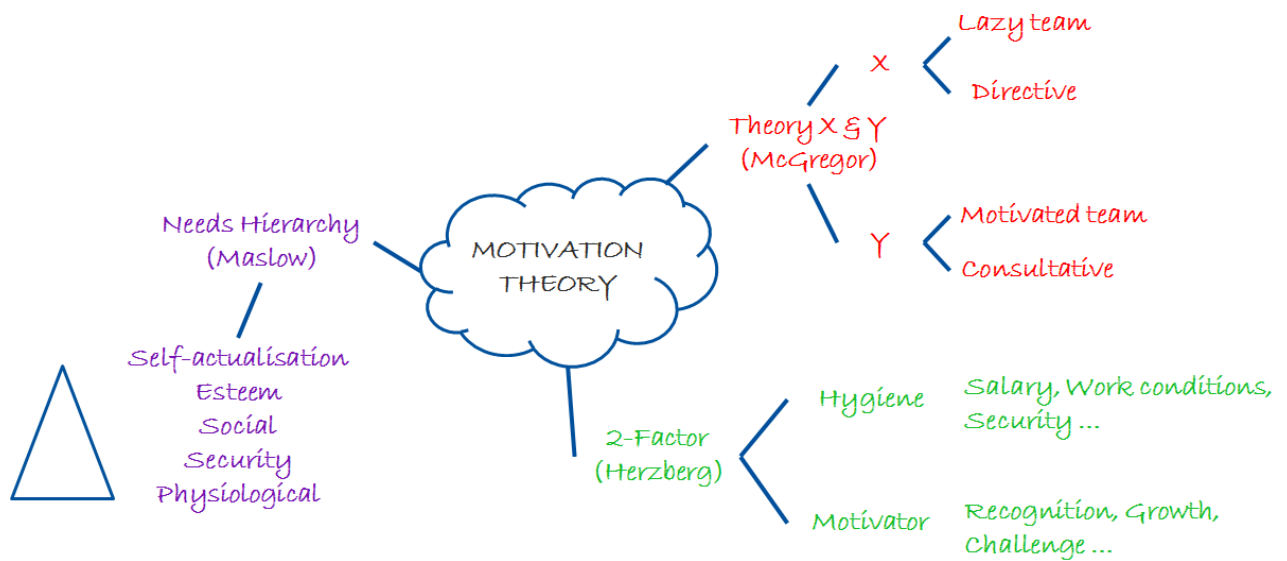 MOTIVATION
THEORY
Needs Hierarchy
(Maslow)
Self-actualisation
Esteem
Social
Security
Physiological
Theory X & Y
(McGregor)
X
Lazy team
Directive
Y
Motivated team
Consultative
2-Factor
(Herzberg)
Hygiene
Salary, Work conditions,
Security ...
Motivator
Recognition, Growth,
Challenge ...